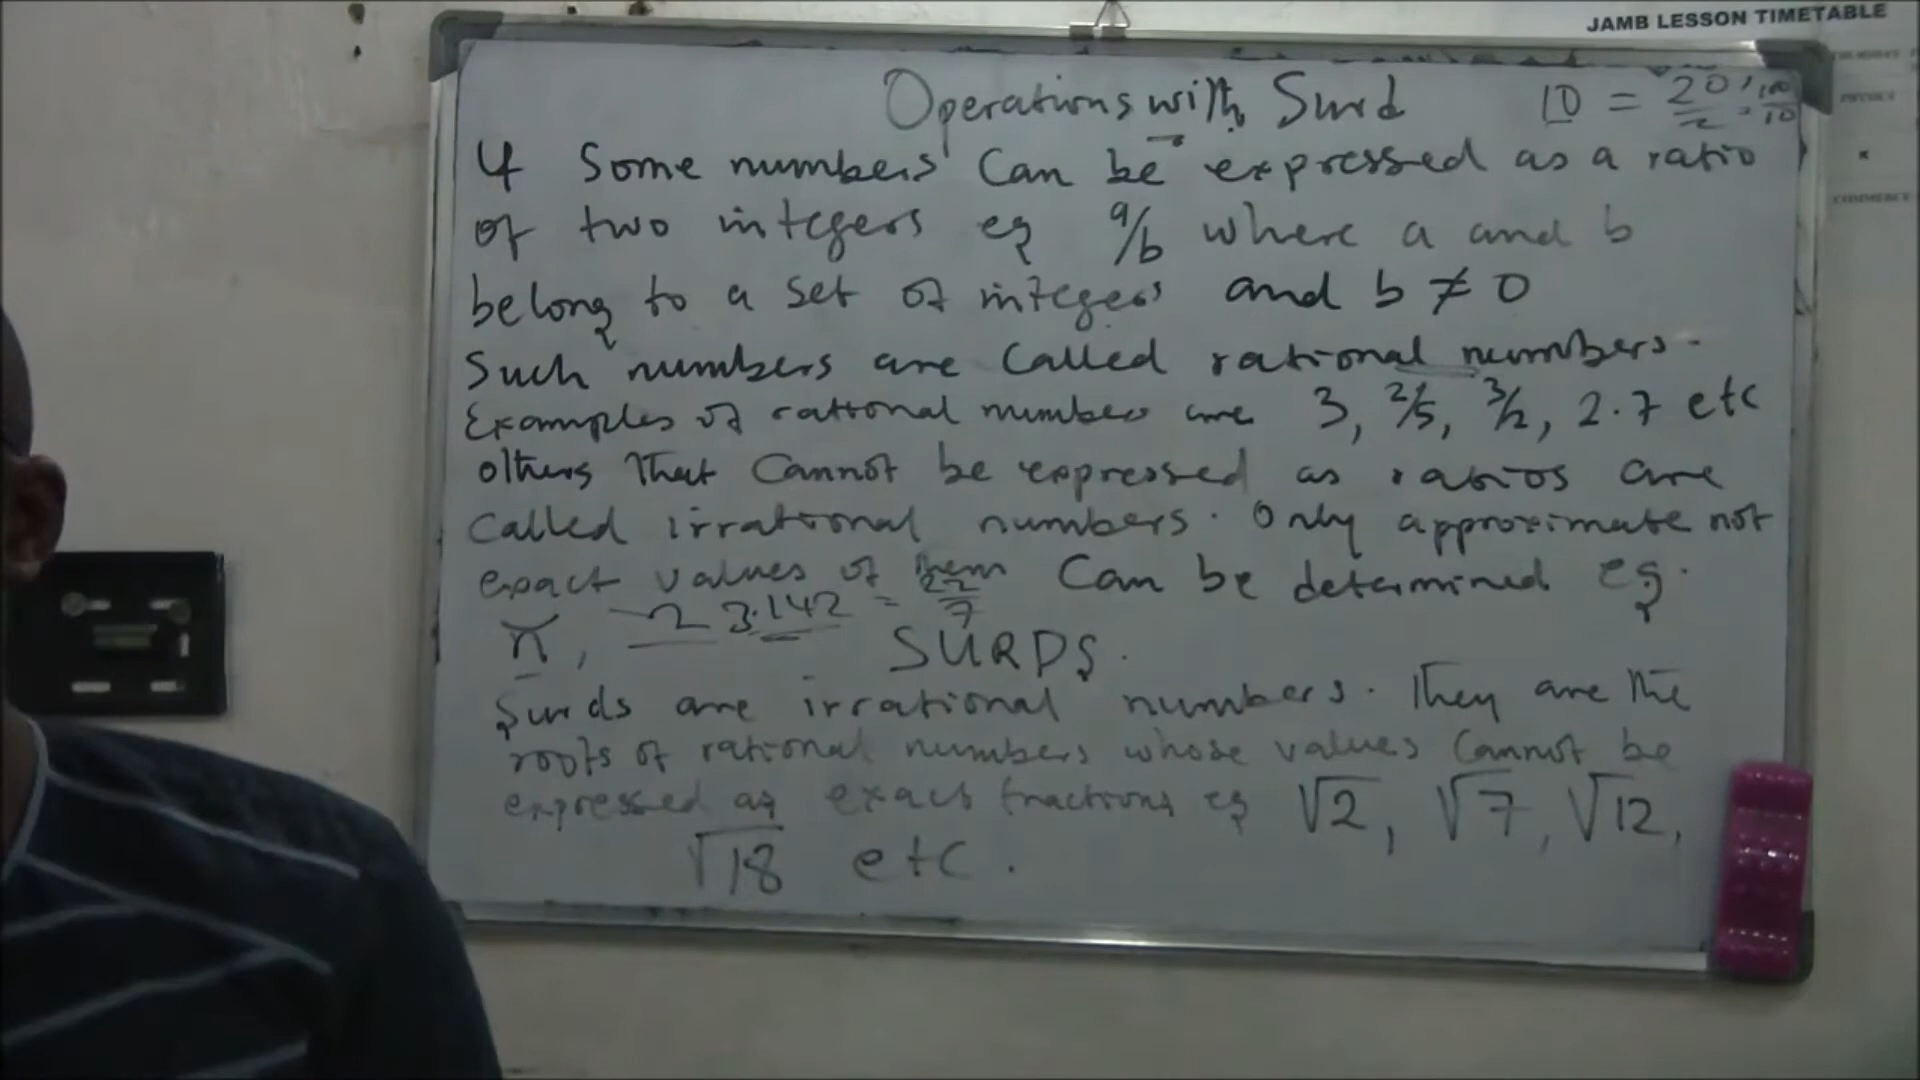 JAMB LESSON TIMETABLE
Operations with Surd 10 = 20/2, = 100/10
4 Some numbers can be expressed as a ratio
of two integers eg a/b where a and b
belong to a set of integers and b ≠ 0
Such numbers are called rational numbers.
Examples of rational numbers are 3, 2/5, 3/2, 2.7 etc
others that cannot be expressed as ratios are
called irrational numbers. Only approximate not
exact values of them can be determined eg.
π, 3.142 = 22/7
SURDS.
Surds are irrational numbers. They are the
roots of rational numbers whose values cannot be
expressed as exact fractions eg √2, √7, √12,
√18 etc.
PHYSICS
COMMERCE